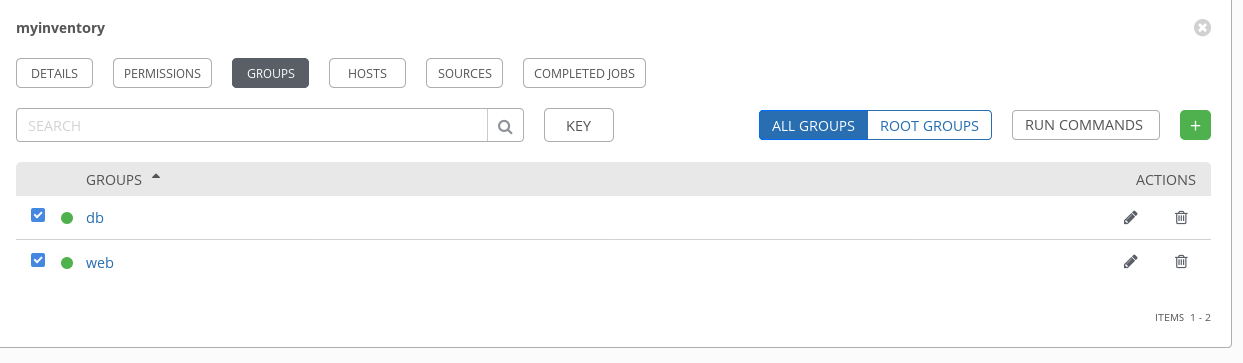 myinventory
DETAILS PERMISSIONS GROUPS HOSTS SOURCES COMPLETED JOBS
SEARCH KEY ALL GROUPS ROOT GROUPS RUN COMMANDS +
GROUPS ACTIONS
db
web
ITEMS 1 - 2